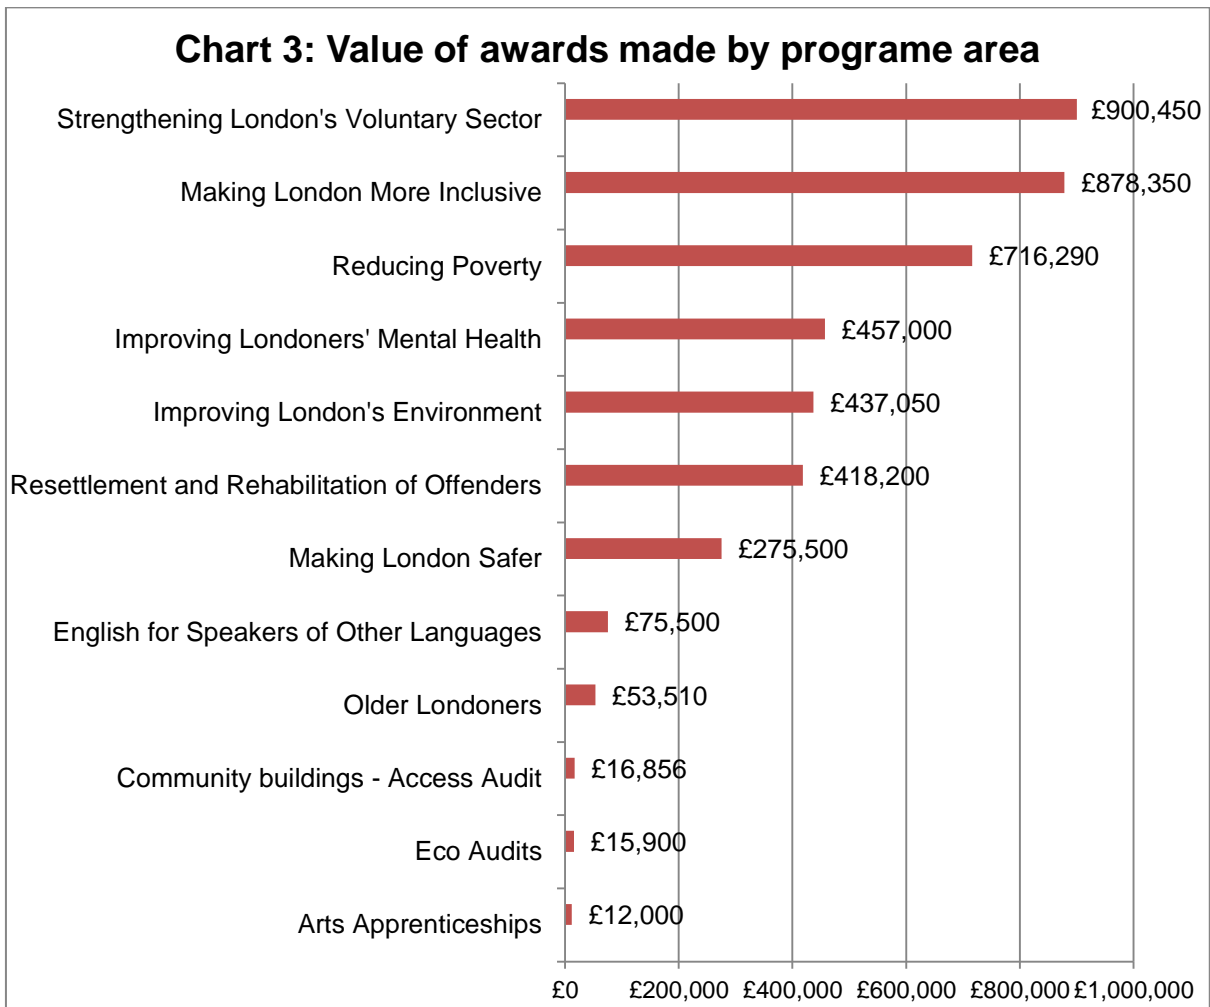 Chart 3: Value of awards made by programe area
Strengthening London's Voluntary Sector £900,450
Making London More Inclusive £878,350
Reducing Poverty £716,290
Improving Londoners' Mental Health £457,000
Improving London's Environment £437,050
Resettlement and Rehabilitation of Offenders £418,200
Making London Safer £275,500
English for Speakers of Other Languages £75,500
Older Londoners £53,510
Community buildings - Access Audit £16,856
Eco Audits £15,900
Arts Apprenticeships £12,000
£0 £200,000 £400,000 £600,000 £800,000 £1,000,000